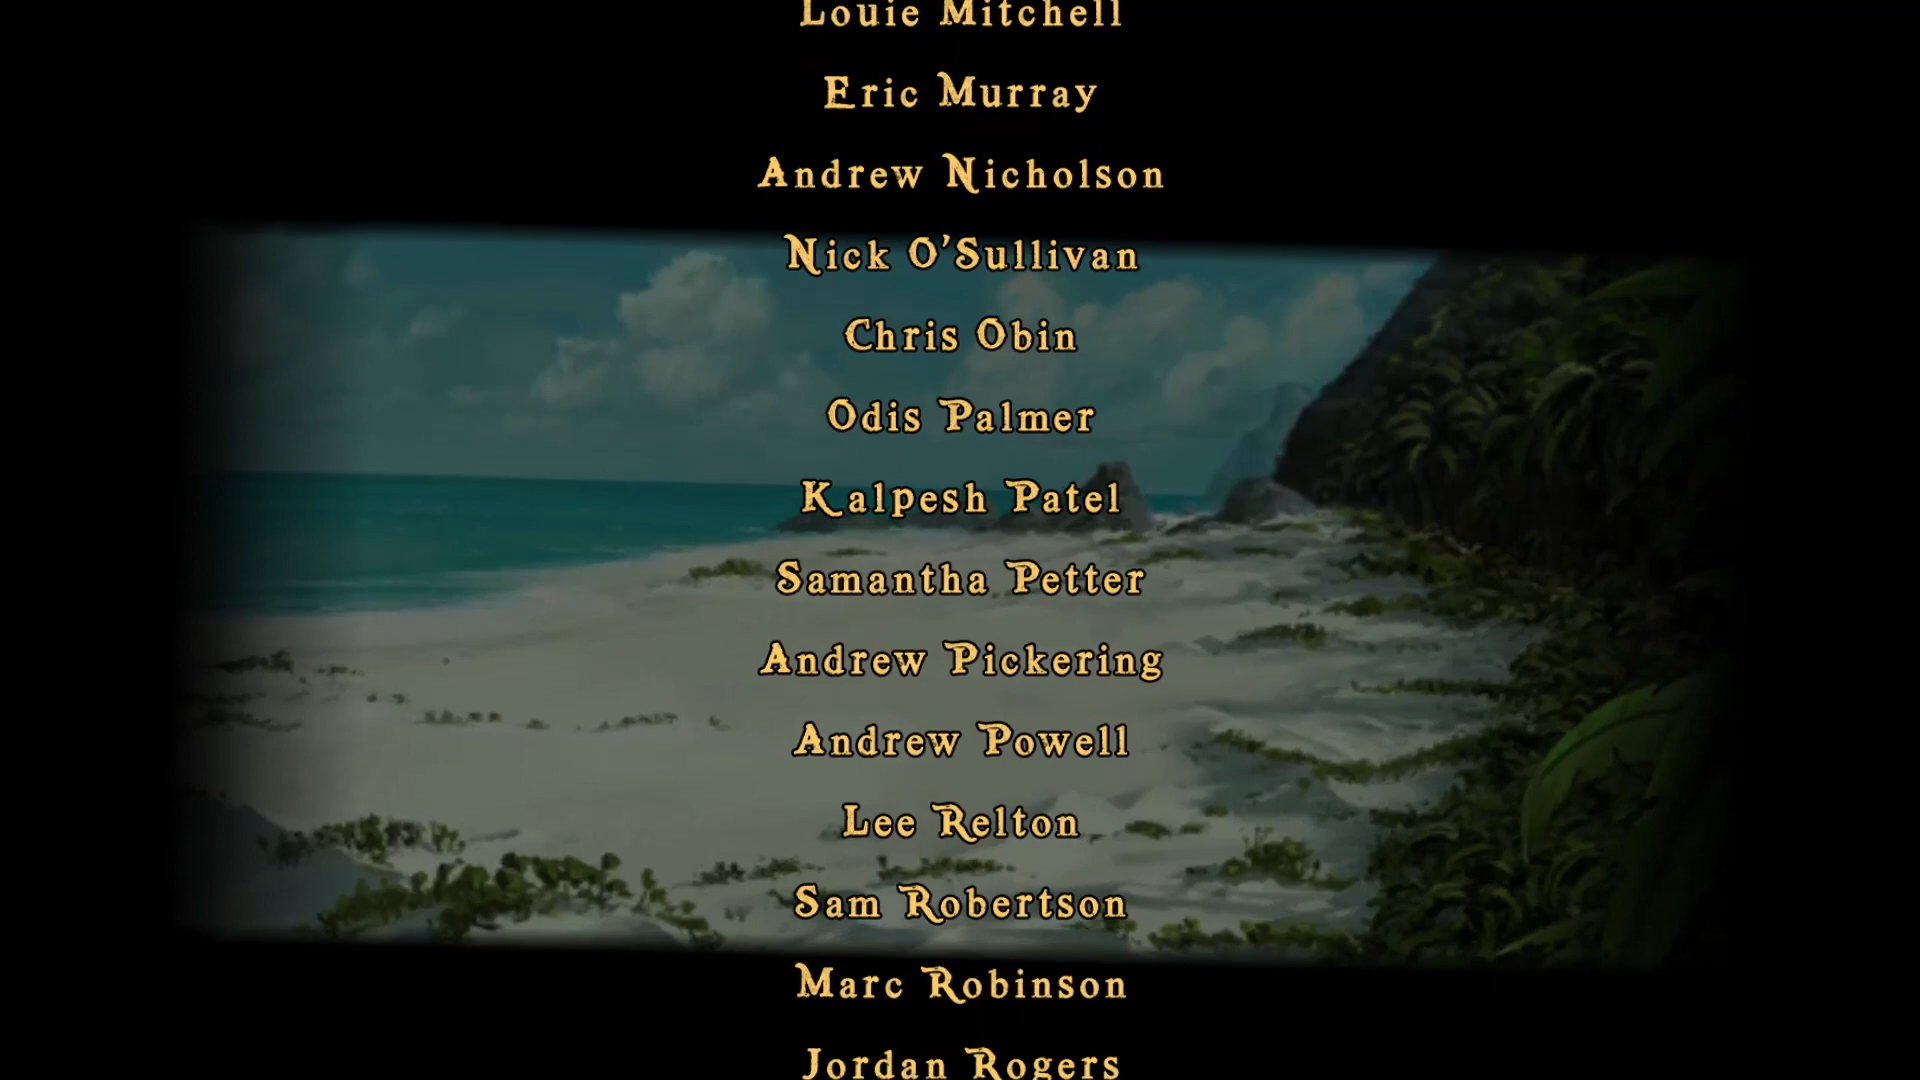 Louie Mitchell
Eric Murray
Andrew Nicholson
Nick O'Sullivan
Chris Obin
Odis Palmer
Kalpesh Patel
Samantha Petter
Andrew Pickering
Andrew Powell
Lee Relton
Sam Robertson
Marc Robinson
Jordan Rogers